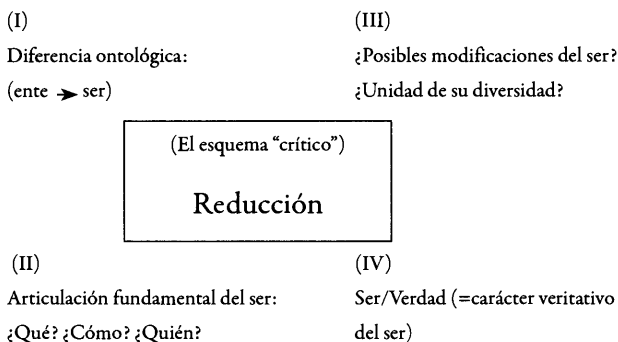 (I)
Diferencia ontológica:
(ente → ser)
(III)
¿Posibles modificaciones del ser?
¿Unidad de su diversidad?
(El esquema “crítico”)
Reducción
(II)
Articulación fundamental del ser:
¿Qué? ¿Cómo? ¿Quién?
(IV)
Ser/Verdad (=carácter veritativo
del ser)